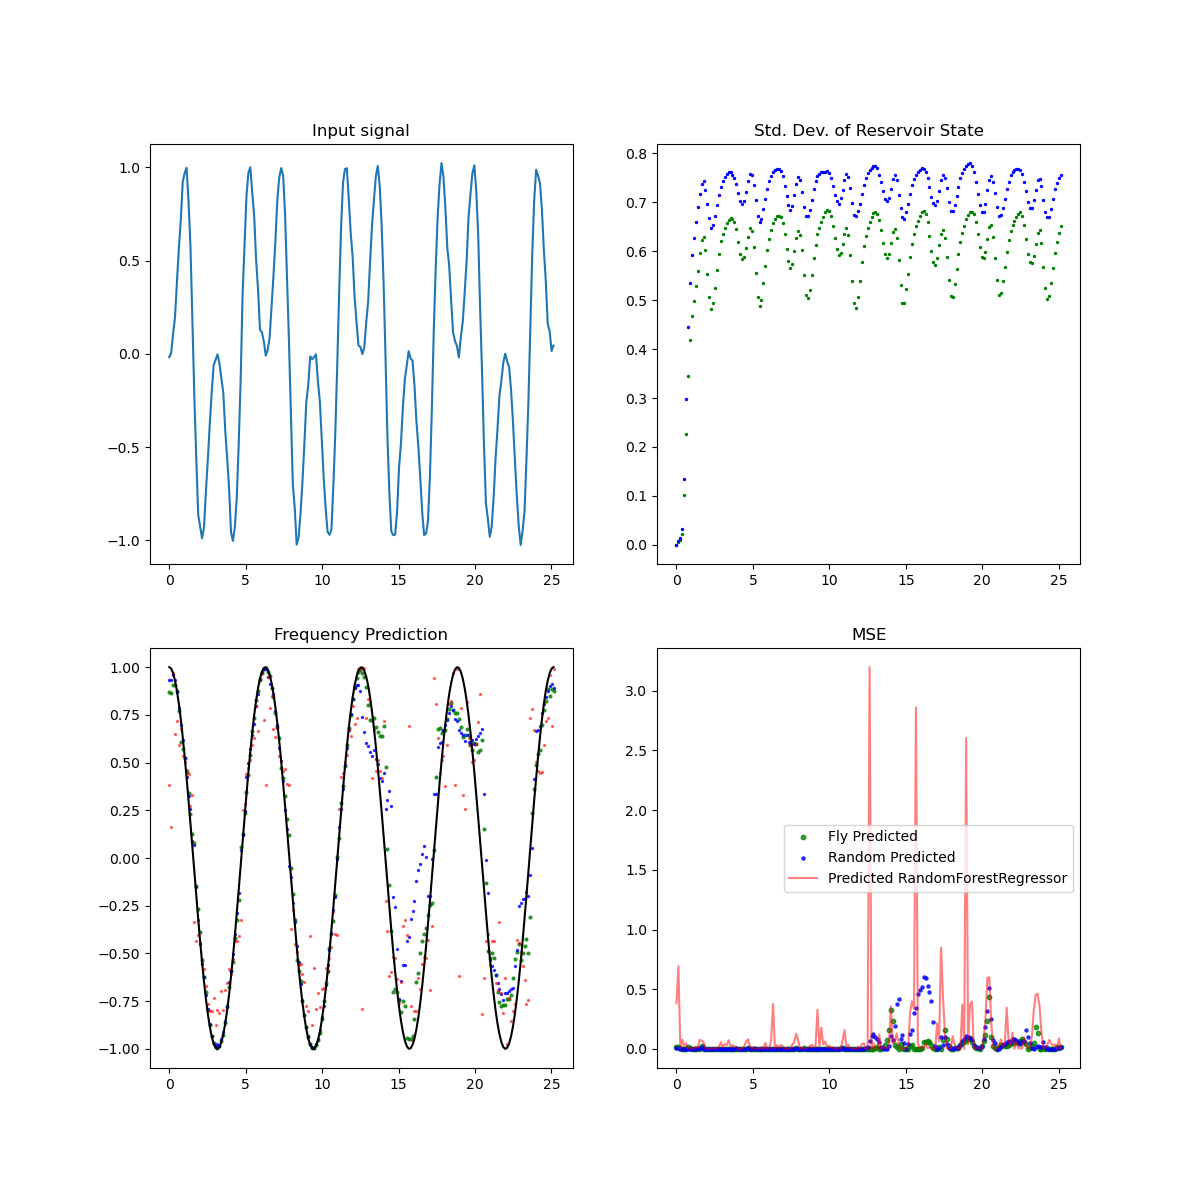 Input signal
1.0
0.5
0.0
−0.5
−1.0
0 5 10 15 20 25
Std. Dev. of Reservoir State
0.8
0.7
0.6
0.5
0.4
0.3
0.2
0.1
0.0
0 5 10 15 20 25
Frequency Prediction
1.00
0.75
0.50
0.25
0.00
−0.25
−0.50
−0.75
−1.00
0 5 10 15 20 25
MSE
3.0
2.5
2.0
1.5
1.0
0.5
0.0
Fly Predicted
Random Predicted
Predicted RandomForestRegressor
0 5 10 15 20 25